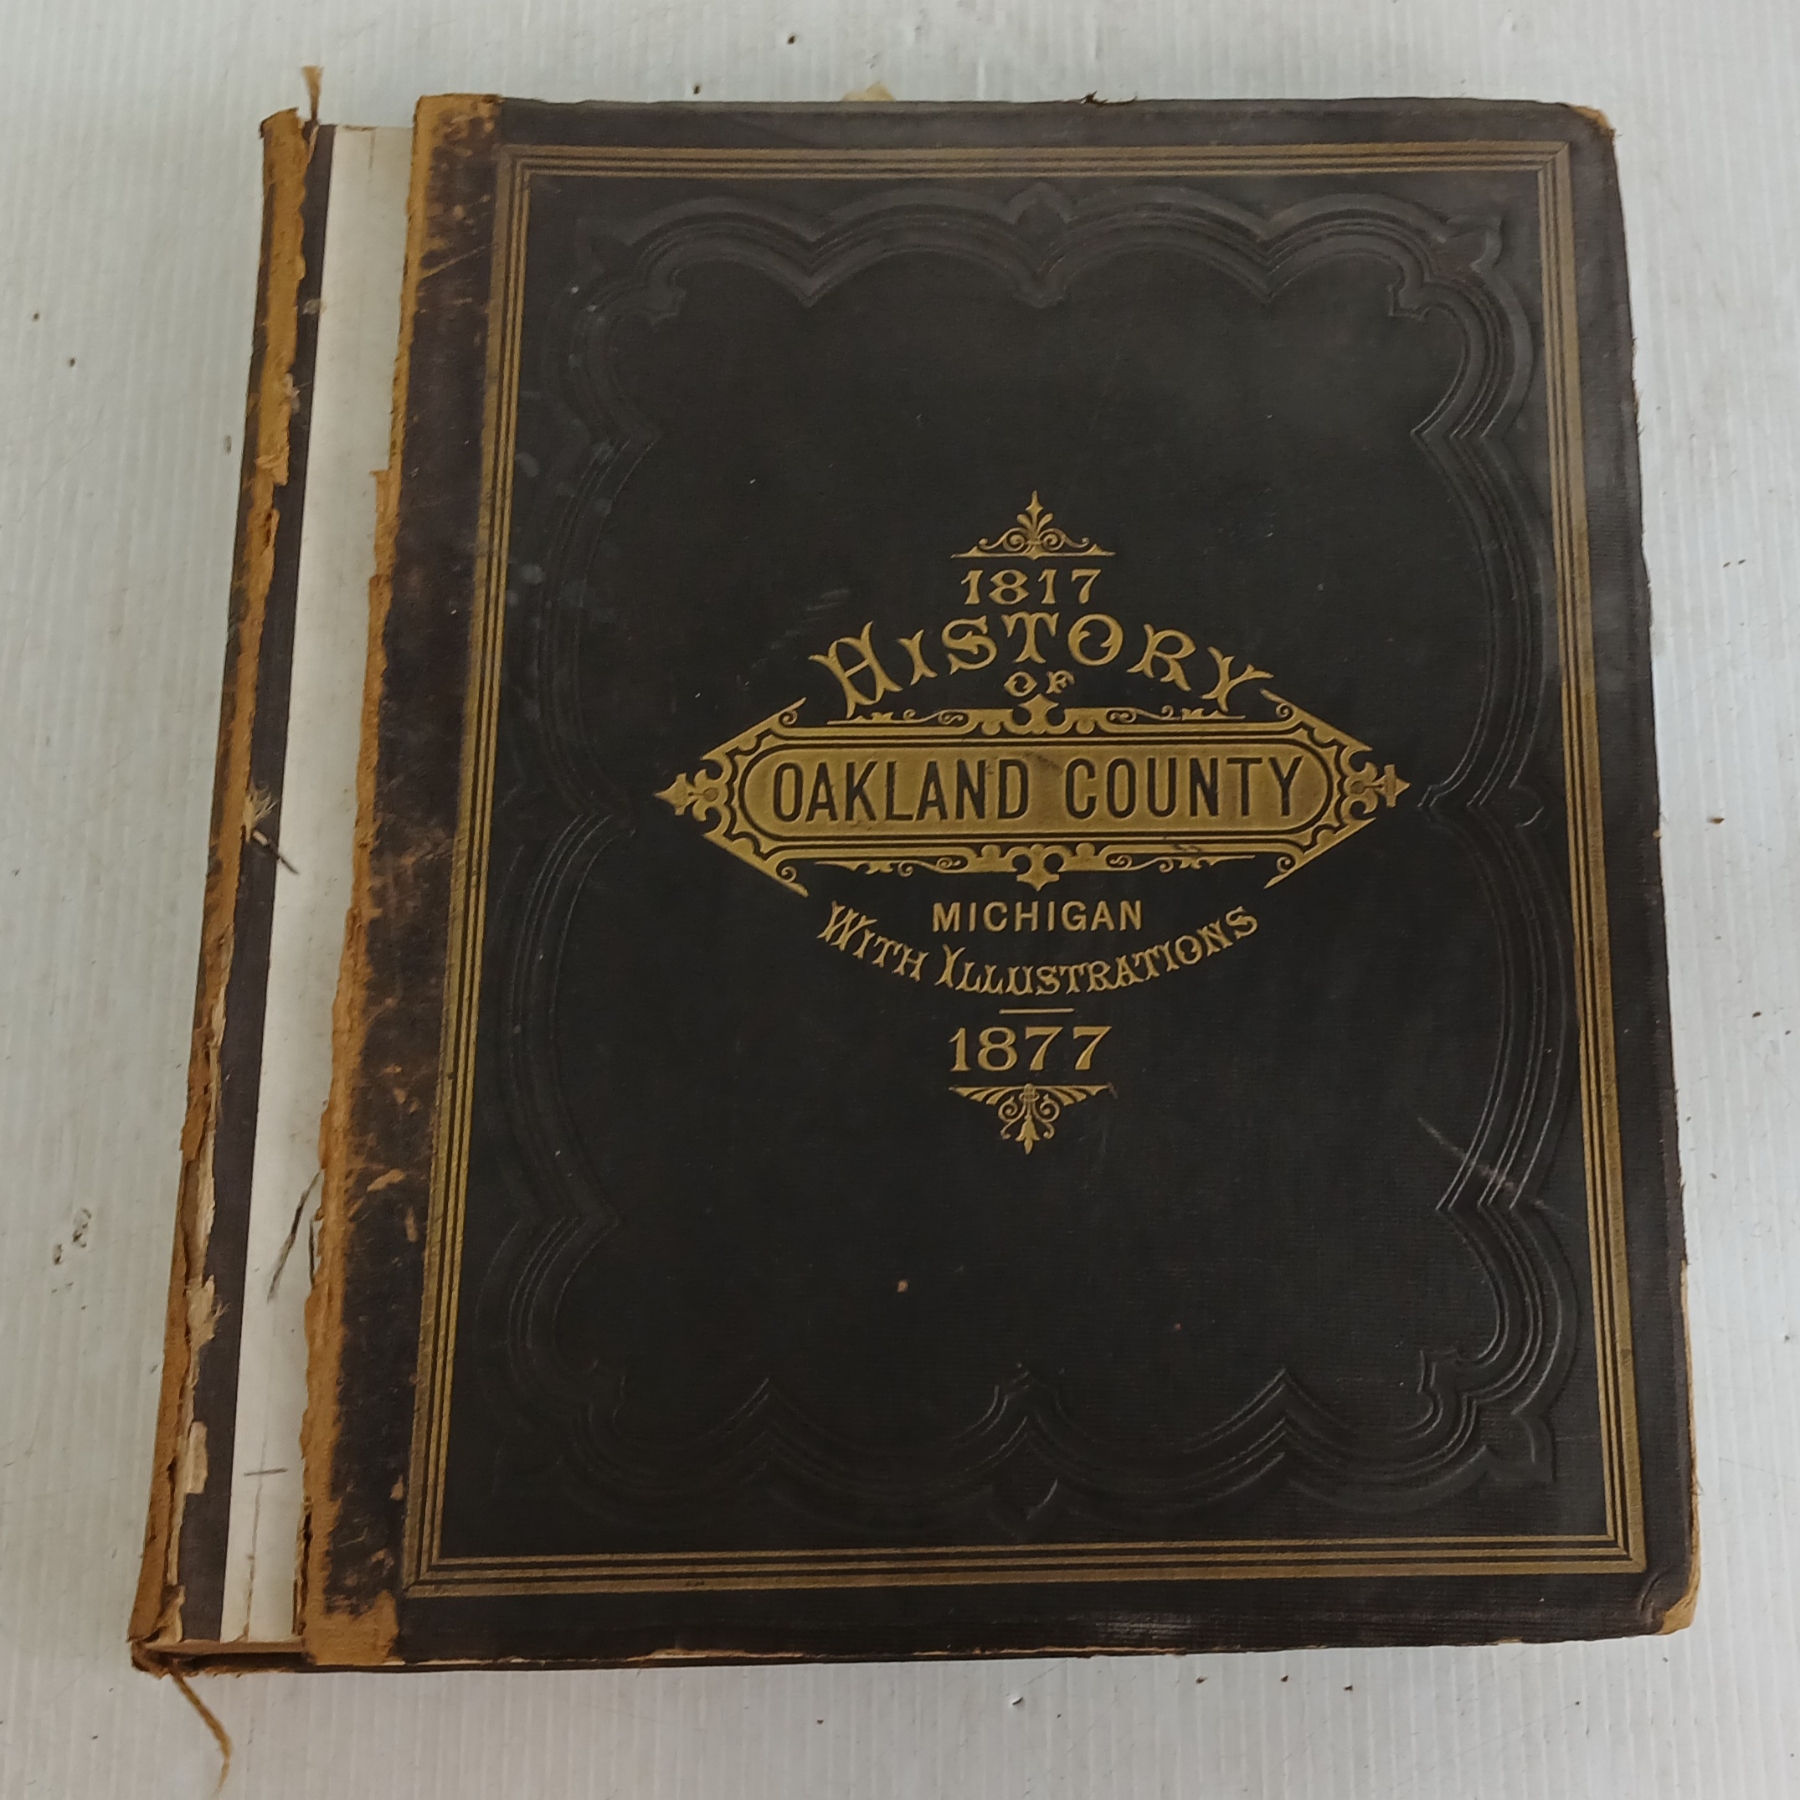 1817
HISTORY
OF
OAKLAND COUNTY
MICHIGAN
WITH ILLUSTRATIONS
1877